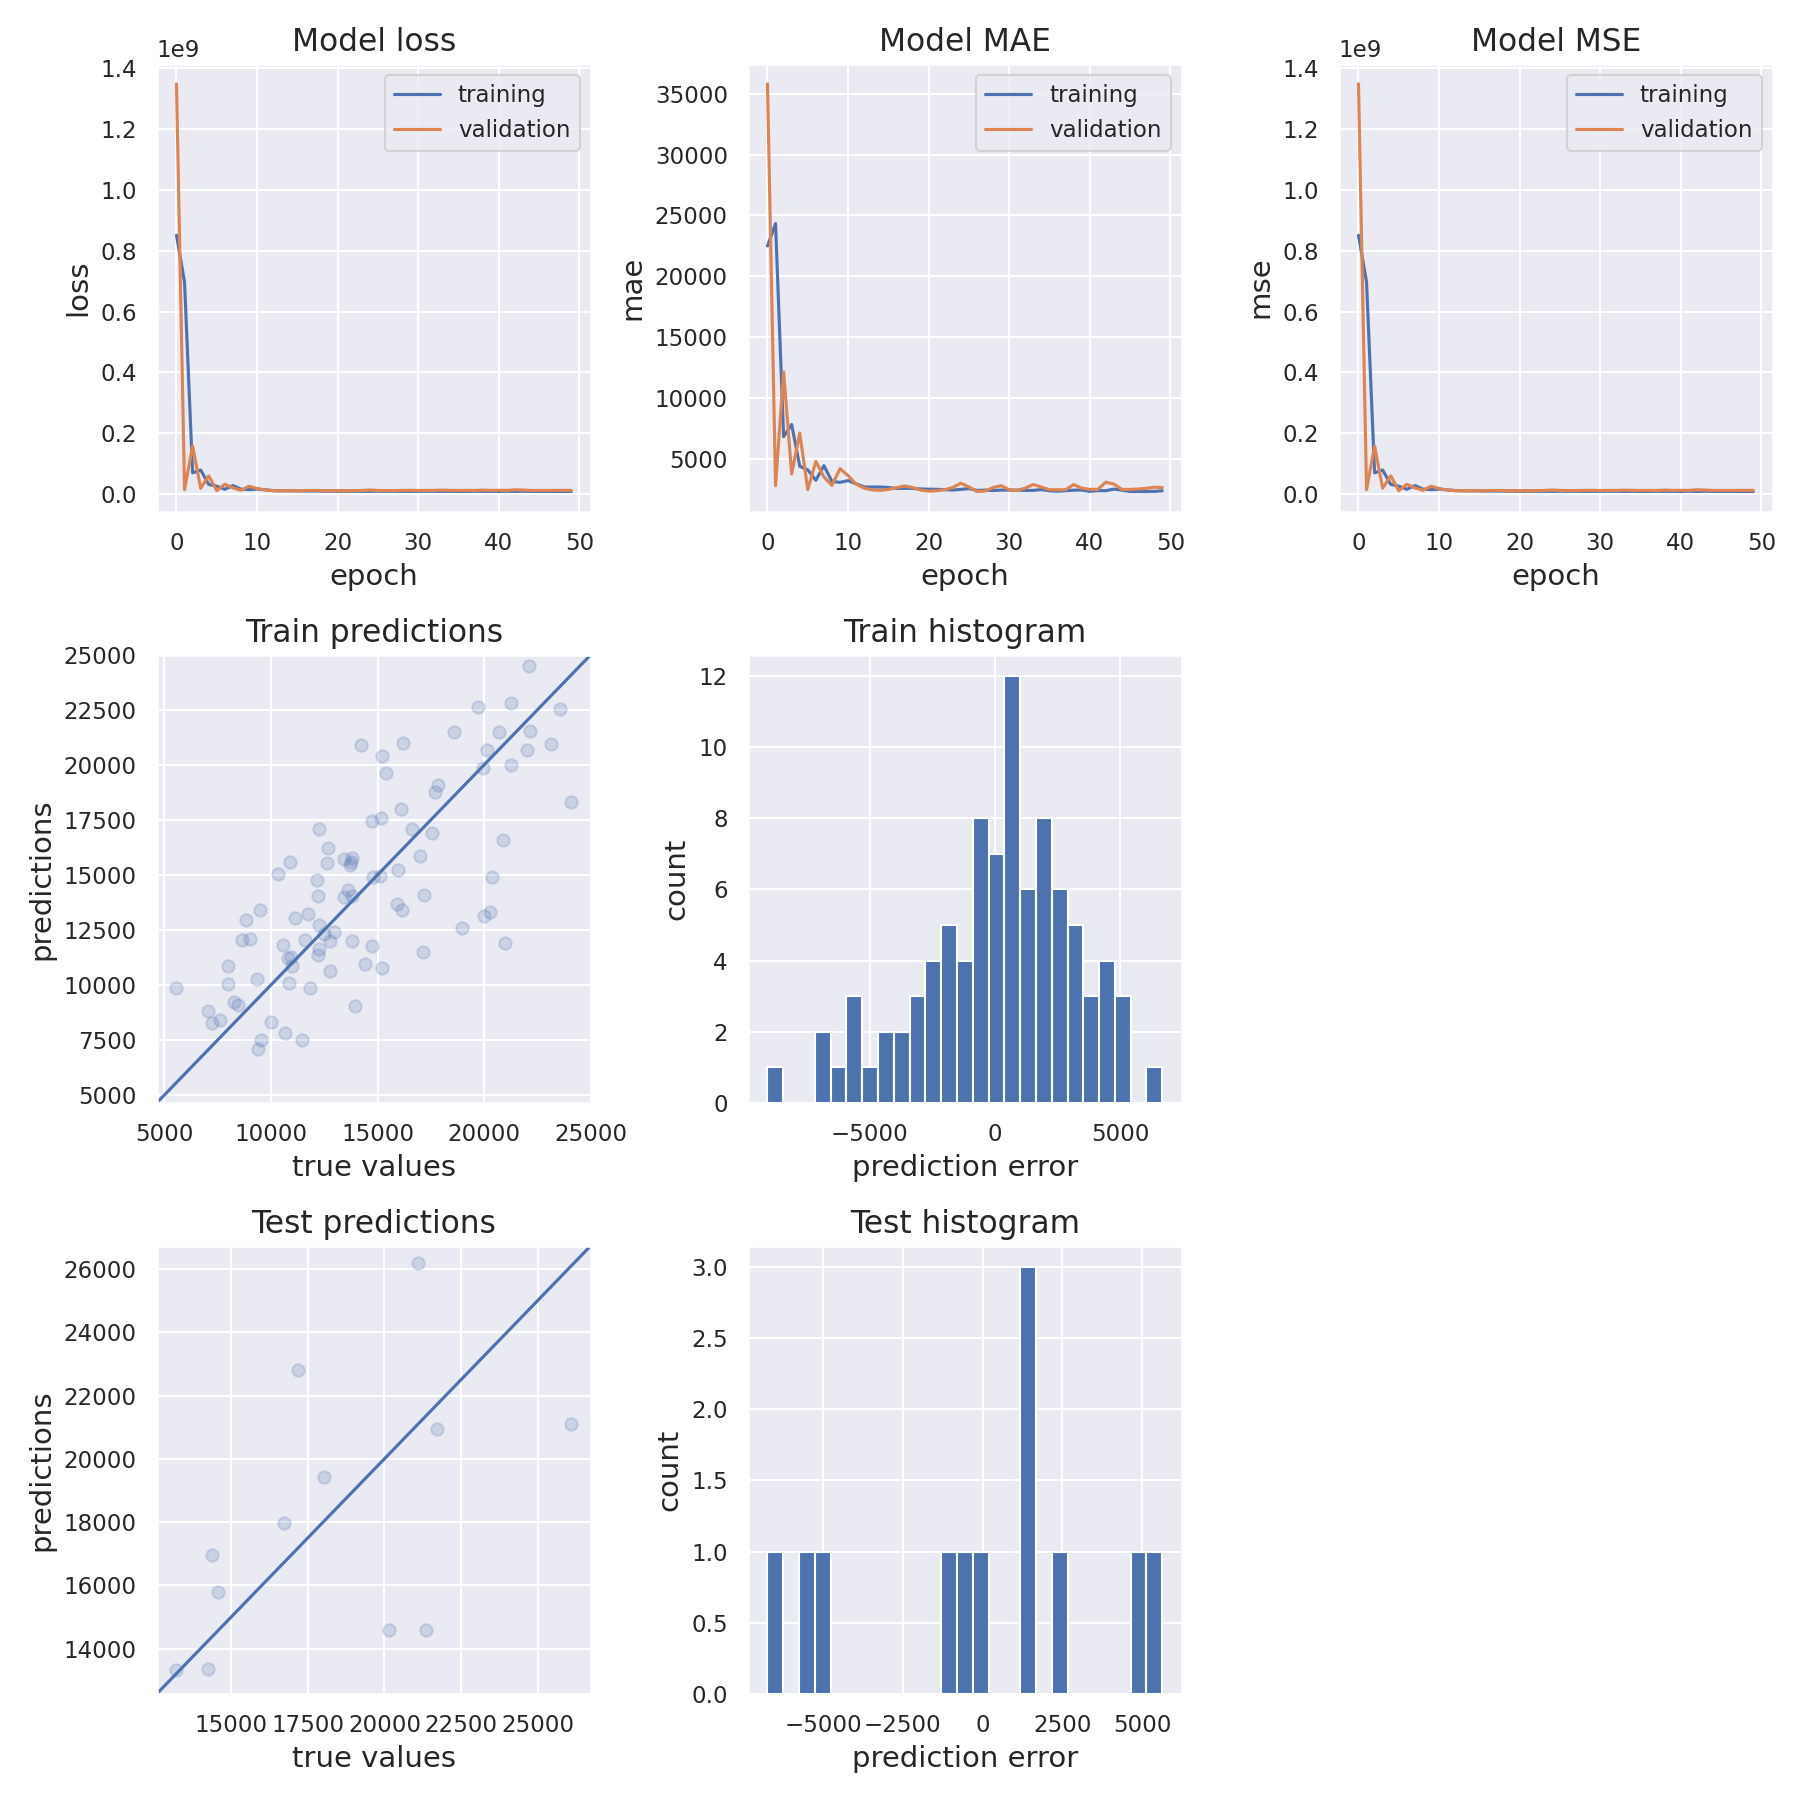 Model loss
1e9
1.4
1.2
1.0
0.8
0.6
0.4
0.2
0.0
loss
training
validation
0 10 20 30 40 50
epoch
Model MAE
35000
30000
25000
20000
15000
10000
5000
mae
training
validation
0 10 20 30 40 50
epoch
Model MSE
1e9
1.4
1.2
1.0
0.8
0.6
0.4
0.2
0.0
mse
training
validation
0 10 20 30 40 50
epoch
Train predictions
25000
22500
20000
17500
15000
12500
10000
7500
5000
predictions
5000 10000 15000 20000 25000
true values
Train histogram
12
10
8
6
4
2
0
count
−5000 0 5000
prediction error
Test predictions
26000
24000
22000
20000
18000
16000
14000
predictions
15000 17500 20000 22500 25000
true values
Test histogram
3.0
2.5
2.0
1.5
1.0
0.5
0.0
count
−5000 −2500 0 2500 5000
prediction error